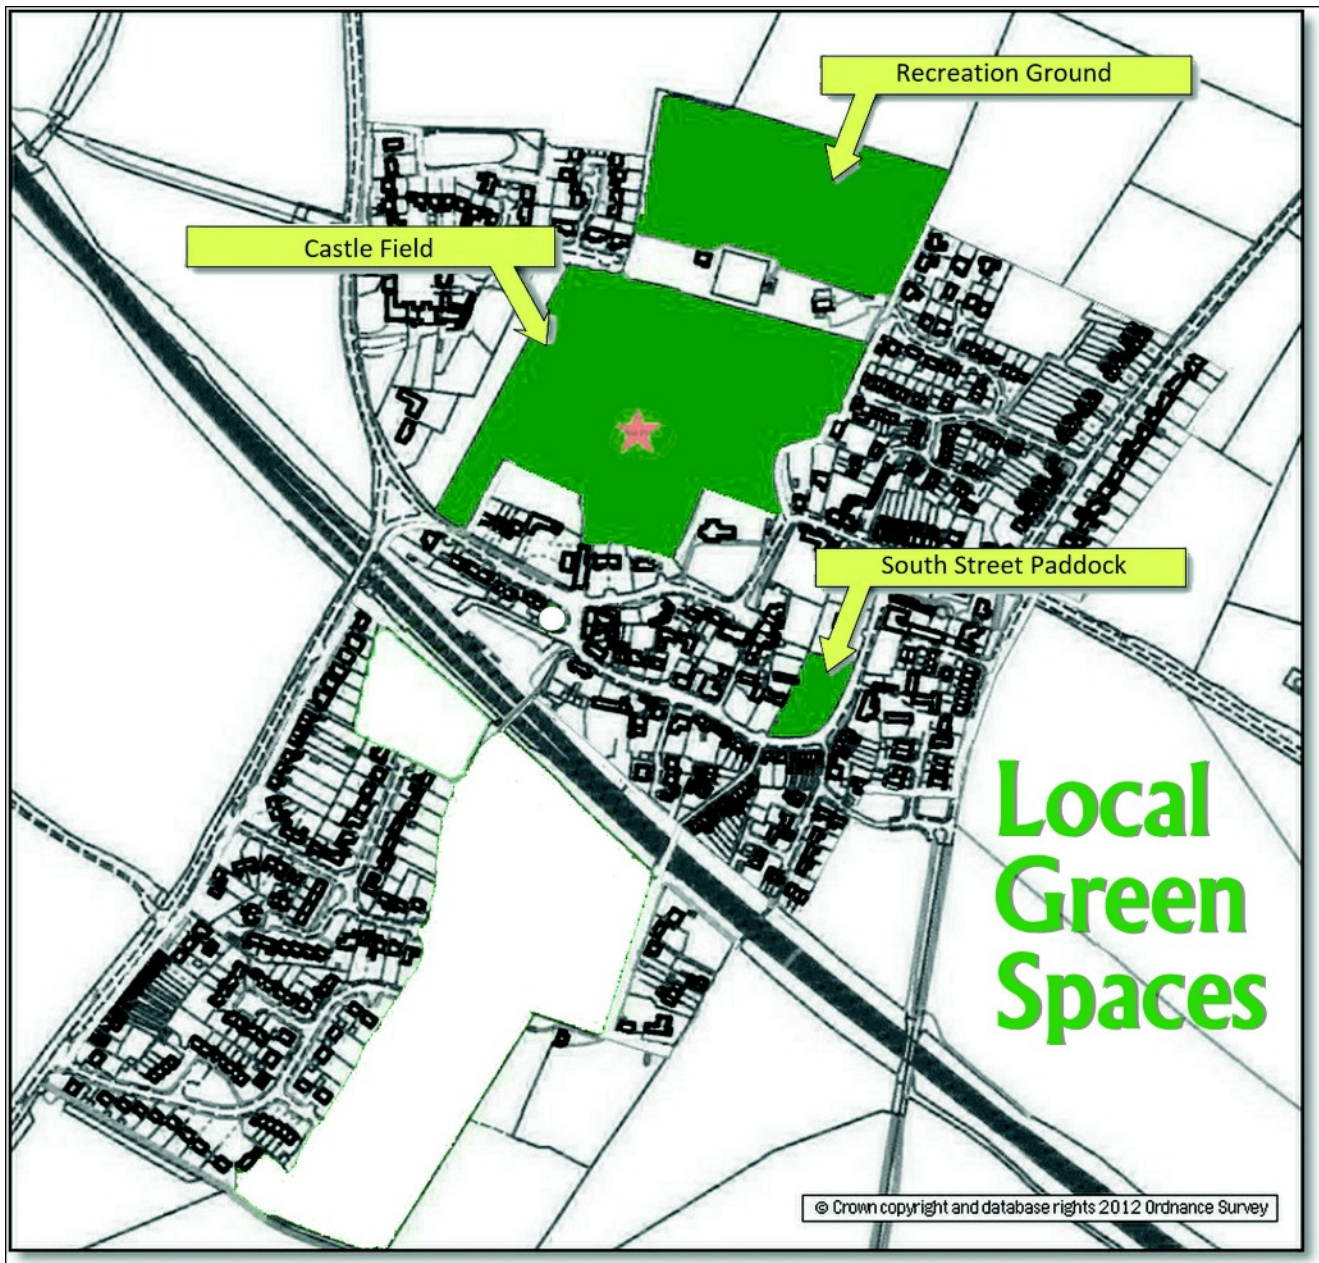 Recreation Ground
Castle Field
South Street Paddock
Local
Green
Spaces
© Crown copyright and database rights 2012 Ordnance Survey